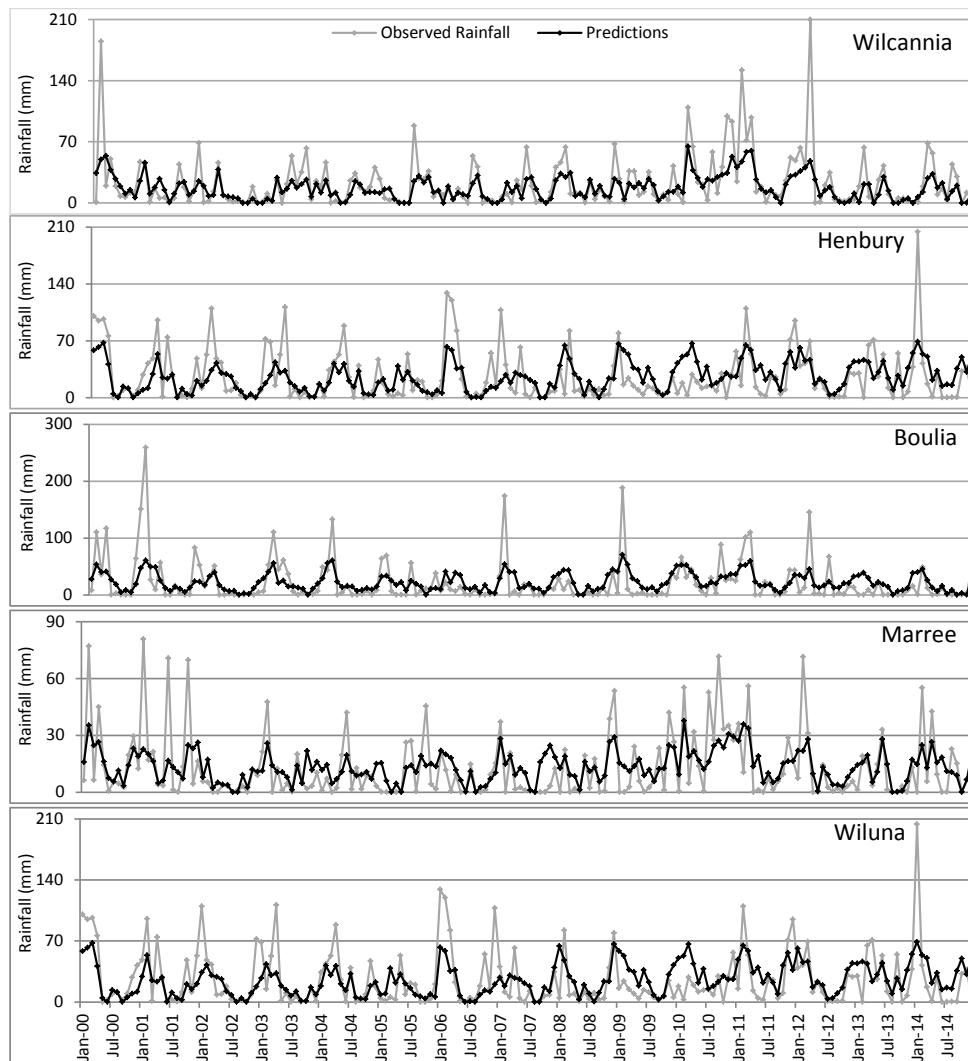 Observed Rainfall Predictions
Wilcannia
210
140
70
0
Rainfall (mm)
Henbury
210
140
70
0
Rainfall (mm)
Boulia
300
200
100
0
Rainfall (mm)
Marree
90
60
30
0
Rainfall (mm)
Wiluna
210
140
70
0
Rainfall (mm)
Jan-00
Jul-00
Jan-01
Jul-01
Jan-02
Jul-02
Jan-03
Jul-03
Jan-04
Jul-04
Jan-05
Jul-05
Jan-06
Jul-06
Jan-07
Jul-07
Jan-08
Jul-08
Jan-09
Jul-09
Jan-10
Jul-10
Jan-11
Jul-11
Jan-12
Jul-12
Jan-13
Jul-13
Jan-14
Jul-14